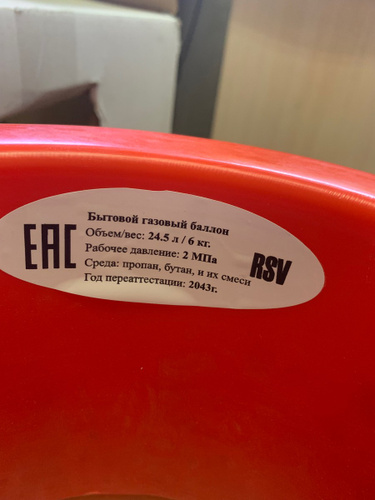 EAC
Бытовой газовый баллон
Объем/вес: 24.5 л / 6 кг.
Рабочее давление: 2 МПа
Среда: пропан, бутан, и их смеси
Год переаттестации: 2043г.
RSV